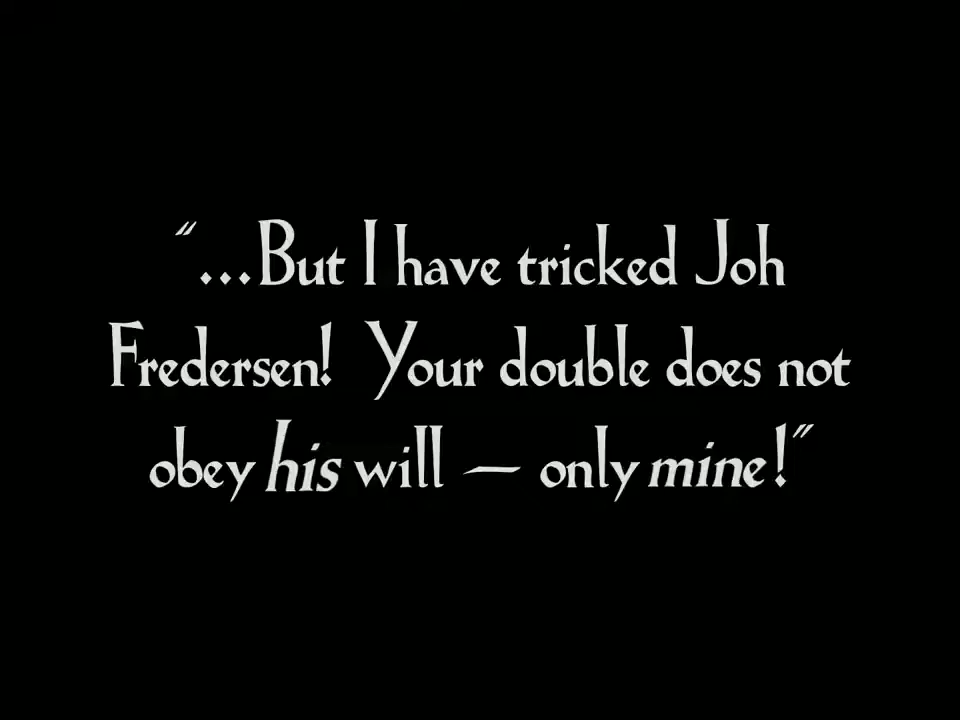 “...But I have tricked Joh
Fredersen! Your double does not
obey his will — only mine!”